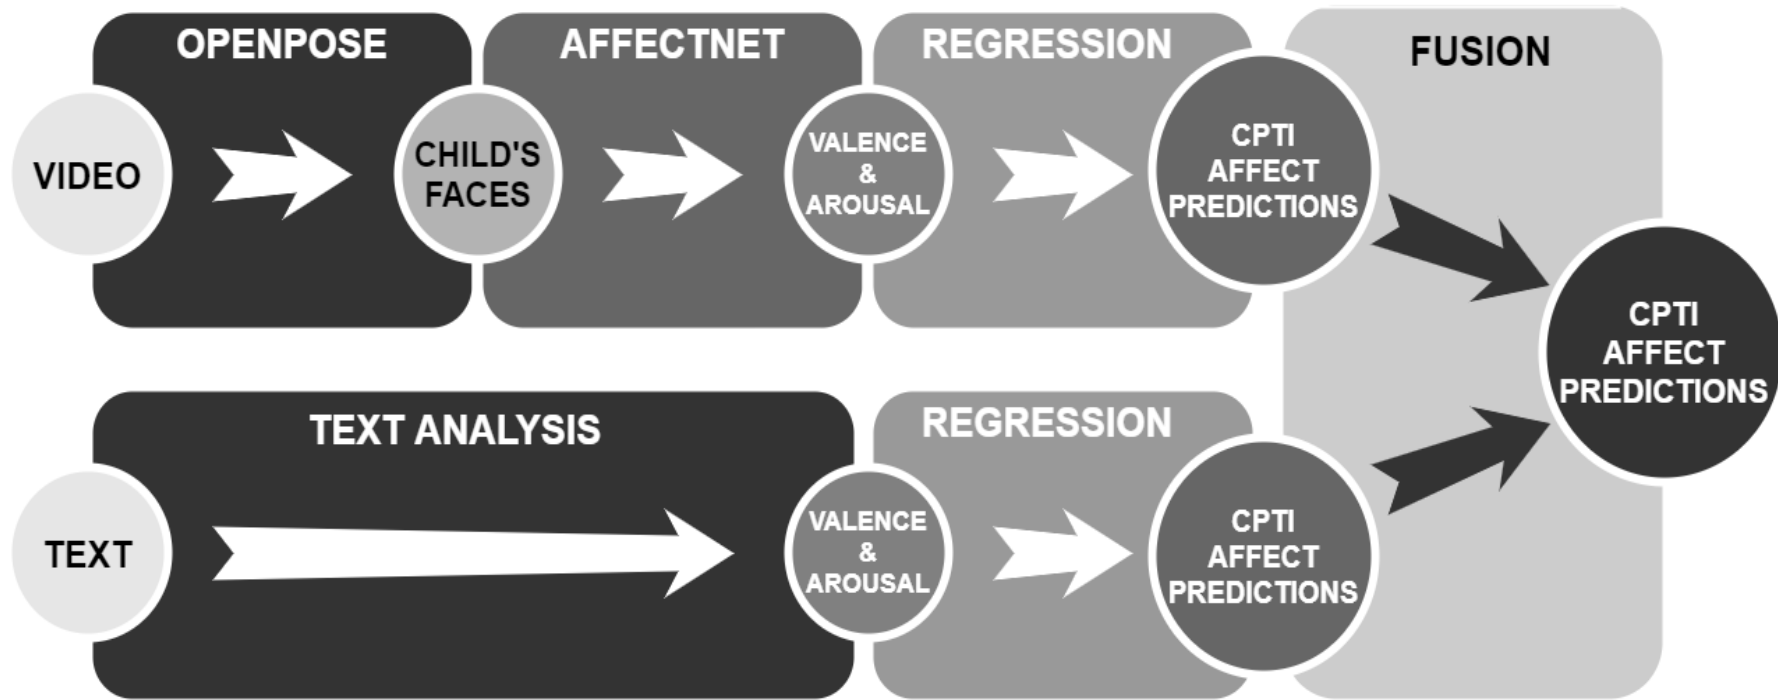 OPENPOSE
AFFECTNET
REGRESSION
FUSION
VIDEO
CHILD'S
FACES
VALENCE
&
AROUSAL
CPTI
AFFECT
PREDICTIONS
TEXT ANALYSIS
REGRESSION
TEXT
VALENCE
&
AROUSAL
CPTI
AFFECT
PREDICTIONS
CPTI
AFFECT
PREDICTIONS